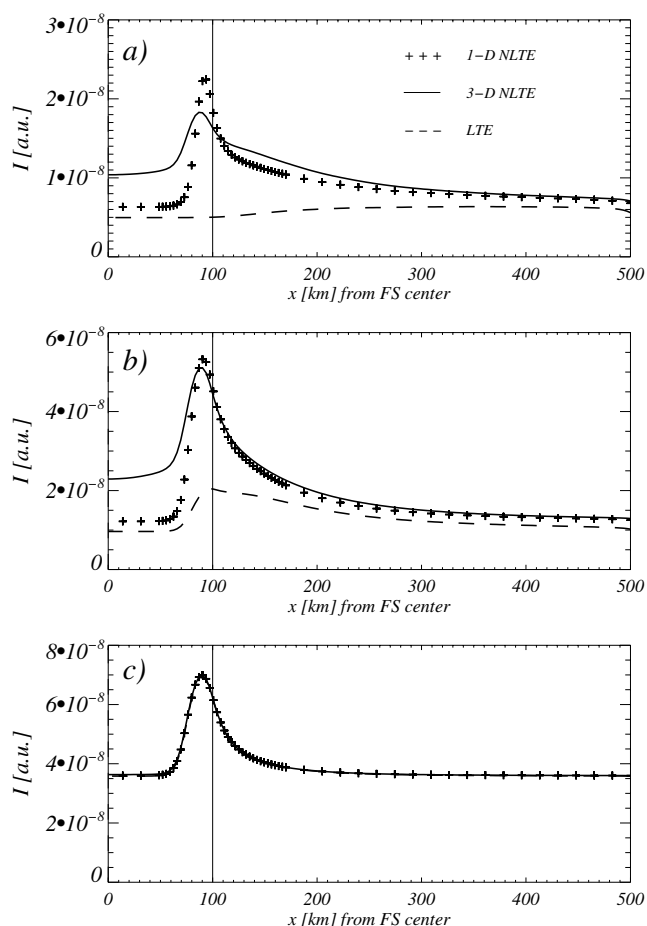 3•10⁻⁸
a)
+ + + 1−D NLTE
2•10⁻⁸
3−D NLTE
LTE
I [a.u.]
1•10⁻⁸
0
0 100 200 300 400 500
x [km] from FS center
6•10⁻⁸
b)
4•10⁻⁸
I [a.u.]
2•10⁻⁸
0
0 100 200 300 400 500
x [km] from FS center
8•10⁻⁸
c)
6•10⁻⁸
I [a.u.]
4•10⁻⁸
2•10⁻⁸
0
0 100 200 300 400 500
x [km] from FS center